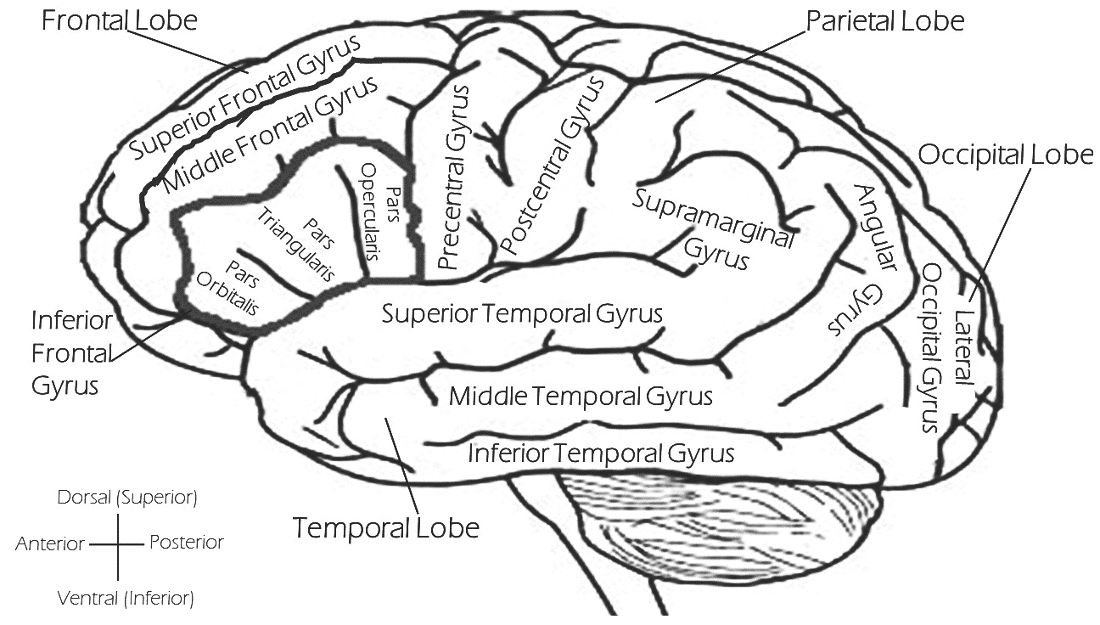 Frontal Lobe
Parietal Lobe
Superior Frontal Gyrus
Middle Frontal Gyrus
Precentral Gyrus
Postcentral Gyrus
Occipital Lobe
Pars
Opercularis
Pars
Triangularis
Pars
Orbitalis
Supramarginal
Gyrus
Angular
Gyrus
Lateral
Occipital Gyrus
Inferior
Frontal
Gyrus
Superior Temporal Gyrus
Middle Temporal Gyrus
Inferior Temporal Gyrus
Temporal Lobe
Dorsal (Superior)
Anterior
Posterior
Ventral (Inferior)